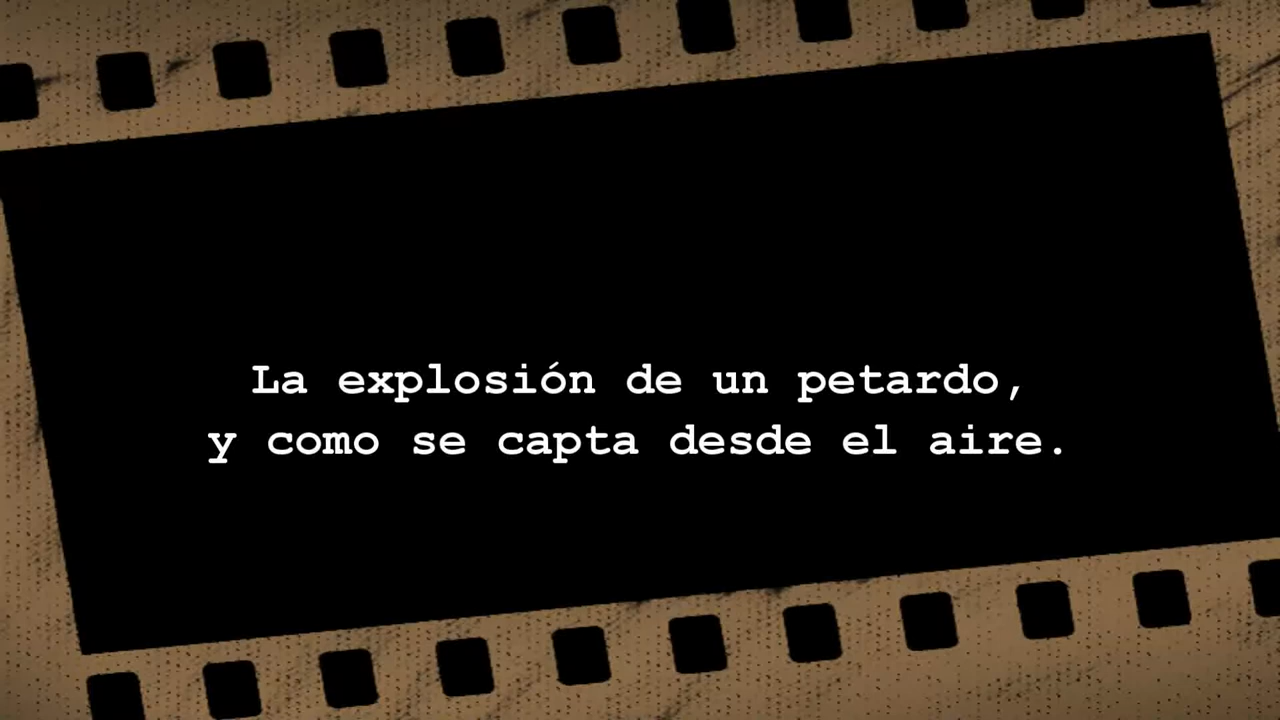 La explosión de un petardo,
y como se capta desde el aire.